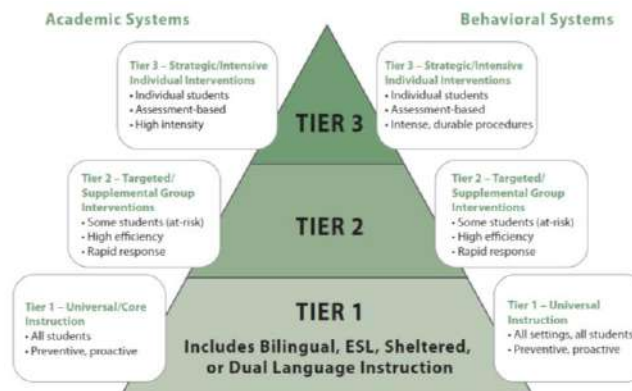 Academic Systems
Behavioral Systems
Tier 3 – Strategic/Intensive
Individual Interventions
• Individual students
• Assessment-based
• High intensity
TIER 3
Tier 3 – Strategic/Intensive
Individual Interventions
• Individual students
• Assessment-based
• Intense, durable procedures
Tier 2 – Targeted/
Supplemental Group
Interventions
• Some students (at-risk)
• High efficiency
• Rapid response
TIER 2
Tier 2 – Targeted/
Supplemental Group
Interventions
• Some students (at-risk)
• High efficiency
• Rapid response
Tier 1 – Universal/Core
Instruction
• All students
• Preventive, proactive
TIER 1
Includes Bilingual, ESL, Sheltered,
or Dual Language Instruction
Tier 1 – Universal
Instruction
• All settings, all students
• Preventive, proactive